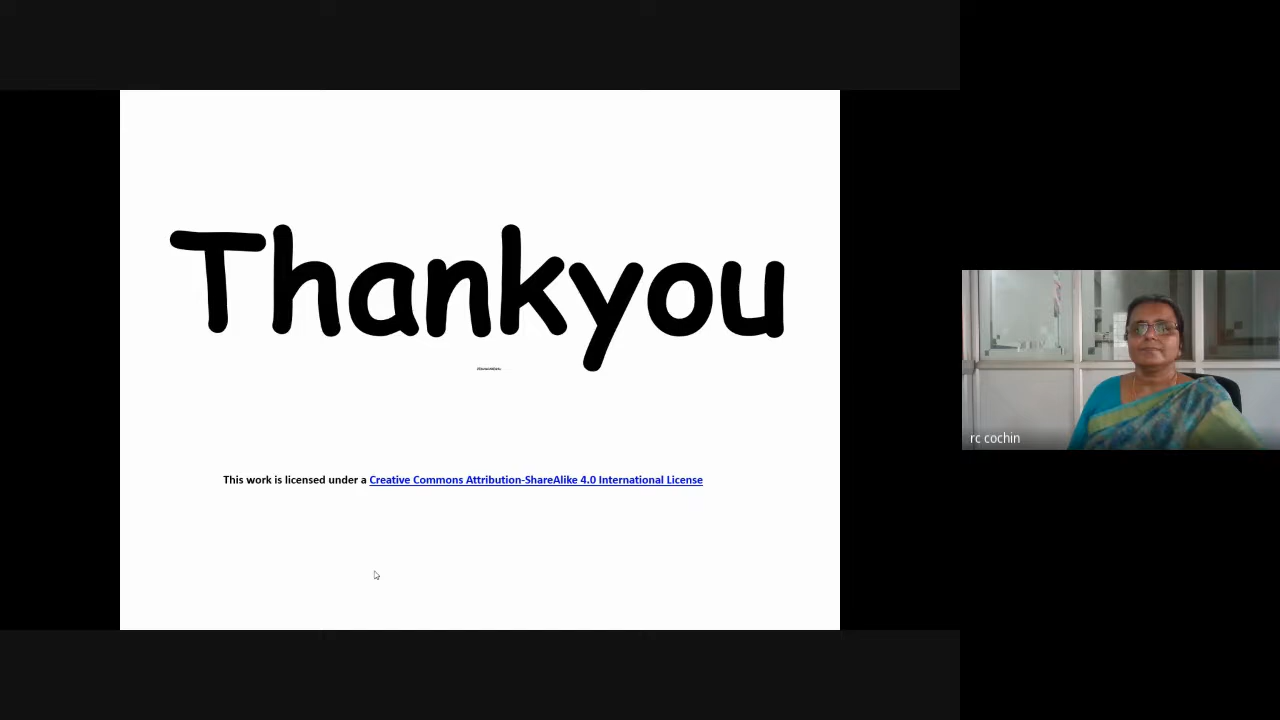 Thankyou
This work is licensed under a Creative Commons Attribution-ShareAlike 4.0 International License
rc cochin